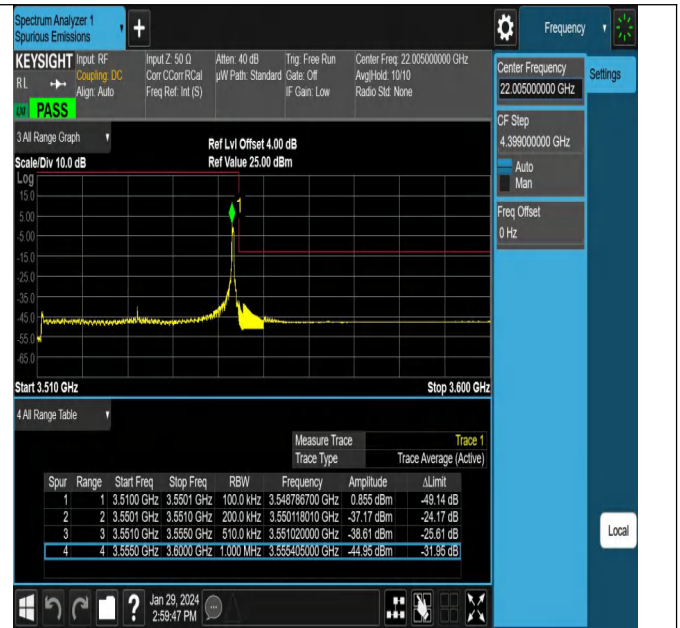 Spectrum Analyzer 1
Spurious Emissions
+
Frequency
KEYSIGHT
RL
Input: RF
Coupling: DC
Align: Auto
Input Z: 50 Ω
Corr CCorr RCal
Freq Ref: Int (S)
Atten: 40 dB
µW Path: Standard
Trig: Free Run
Gate: Off
IF Gain: Low
Center Freq: 22.005000000 GHz
Avg|Hold: 10/10
Radio Std: None
PASS
Center Frequency
22.005000000 GHz
Settings
CF Step
4.399000000 GHz
Auto
Man
Freq Offset
0 Hz
3 All Range Graph
Ref Lvl Offset 4.00 dB
Scale/Div 10.0 dB
Ref Value 25.00 dBm
Log
15.0
5.00
-5.00
-15.0
-25.0
-35.0
-45.0
-55.0
-65.0
1
Start 3.510 GHz
Stop 3.600 GHz
4 All Range Table
Measure Trace Trace 1
Trace Type Trace Average (Active)
Spur Range Start Freq Stop Freq RBW Frequency Amplitude ΔLimit
1 1 3.5100 GHz 3.5501 GHz 100.0 kHz 3.548786700 GHz 0.855 dBm -49.14 dB
2 2 3.5501 GHz 3.5510 GHz 200.0 kHz 3.550118010 GHz -37.17 dBm -24.17 dB
3 3 3.5510 GHz 3.5550 GHz 510.0 kHz 3.551020000 GHz -38.61 dBm -25.61 dB
4 4 3.5550 GHz 3.6000 GHz 1.000 MHz 3.555405000 GHz -44.95 dBm -31.95 dB
Local
?
Jan 29, 2024
2:59:47 PM